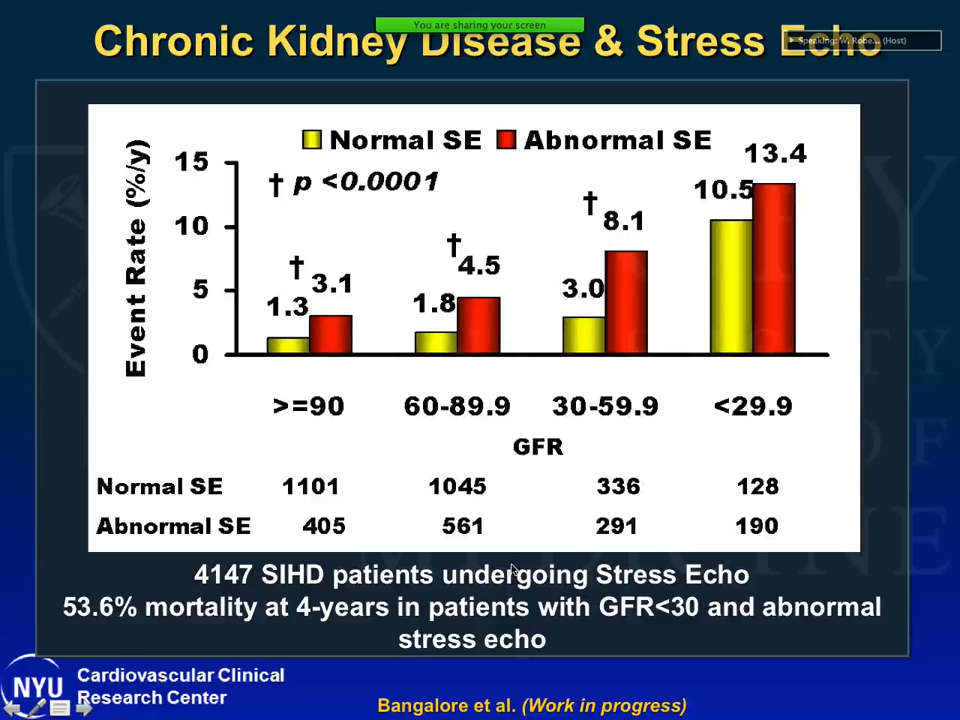 You are sharing your screen
Chronic Kidney Disease & Stress Echo
Speaking: W. Robe... (Host)
Normal SE Abnormal SE
† p <0.0001
Event Rate (%/y)
15
10
5
0
† 1.3 3.1
† 1.8 4.5
† 3.0 8.1
10.5 13.4
>=90 60-89.9 30-59.9 <29.9
GFR
Normal SE 1101 1045 336 128
Abnormal SE 405 561 291 190
4147 SIHD patients undergoing Stress Echo
53.6% mortality at 4-years in patients with GFR<30 and abnormal
stress echo
NYU
Cardiovascular Clinical
Research Center
Bangalore et al. (Work in progress)